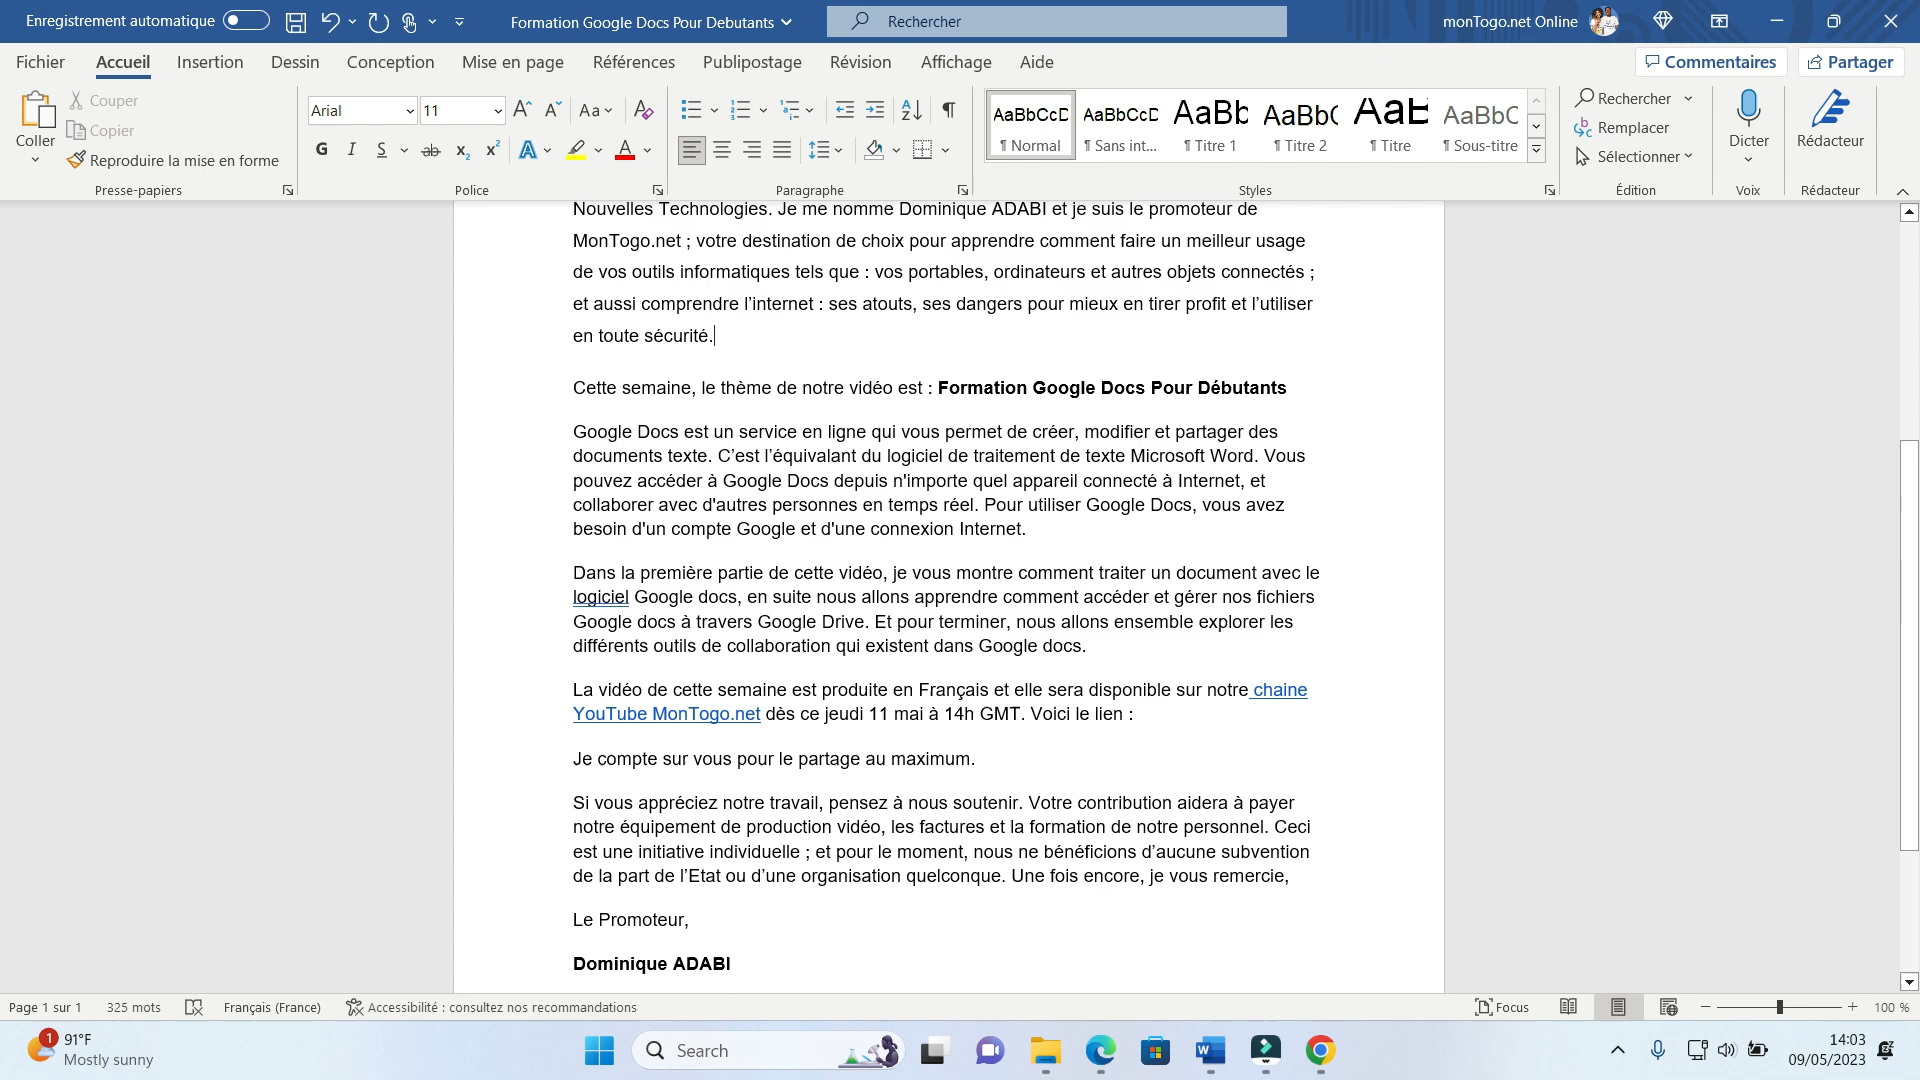 Enregistrement automatique
Formation Google Docs Pour Debutants
Rechercher
monTogo.net Online
Fichier Accueil Insertion Dessin Conception Mise en page Références Publipostage Révision Affichage Aide
Commentaires Partager
Coller
Couper
Copier
Reproduire la mise en forme
Presse-papiers
Arial 11
Aa
G I S ab x₂ x² A A
Police
Paragraphe
AaBbCcD AaBbCcD AaBb AaBbC AaB AaBbC
¶ Normal ¶ Sans int... ¶ Titre 1 ¶ Titre 2 ¶ Titre ¶ Sous-titre
Styles
Rechercher
Remplacer
Sélectionner
Édition
Dicter
Voix
Rédacteur
Rédacteur
Nouvelles Technologies. Je me nomme Dominique ADABI et je suis le promoteur de
MonTogo.net ; votre destination de choix pour apprendre comment faire un meilleur usage
de vos outils informatiques tels que : vos portables, ordinateurs et autres objets connectés ;
et aussi comprendre l’internet : ses atouts, ses dangers pour mieux en tirer profit et l’utiliser
en toute sécurité.
Cette semaine, le thème de notre vidéo est : Formation Google Docs Pour Débutants
Google Docs est un service en ligne qui vous permet de créer, modifier et partager des
documents texte. C’est l’équivalant du logiciel de traitement de texte Microsoft Word. Vous
pouvez accéder à Google Docs depuis n'importe quel appareil connecté à Internet, et
collaborer avec d'autres personnes en temps réel. Pour utiliser Google Docs, vous avez
besoin d'un compte Google et d'une connexion Internet.
Dans la première partie de cette vidéo, je vous montre comment traiter un document avec le
logiciel Google docs, en suite nous allons apprendre comment accéder et gérer nos fichiers
Google docs à travers Google Drive. Et pour terminer, nous allons ensemble explorer les
différents outils de collaboration qui existent dans Google docs.
La vidéo de cette semaine est produite en Français et elle sera disponible sur notre chaine
YouTube MonTogo.net dès ce jeudi 11 mai à 14h GMT. Voici le lien :
Je compte sur vous pour le partage au maximum.
Si vous appréciez notre travail, pensez à nous soutenir. Votre contribution aidera à payer
notre équipement de production vidéo, les factures et la formation de notre personnel. Ceci
est une initiative individuelle ; et pour le moment, nous ne bénéficions d’aucune subvention
de la part de l’Etat ou d’une organisation quelconque. Une fois encore, je vous remercie,
Le Promoteur,
Dominique ADABI
Page 1 sur 1 325 mots Français (France) Accessibilité : consultez nos recommandations
Focus 100 %
1
91°F
Mostly sunny
Search
14:03
09/05/2023